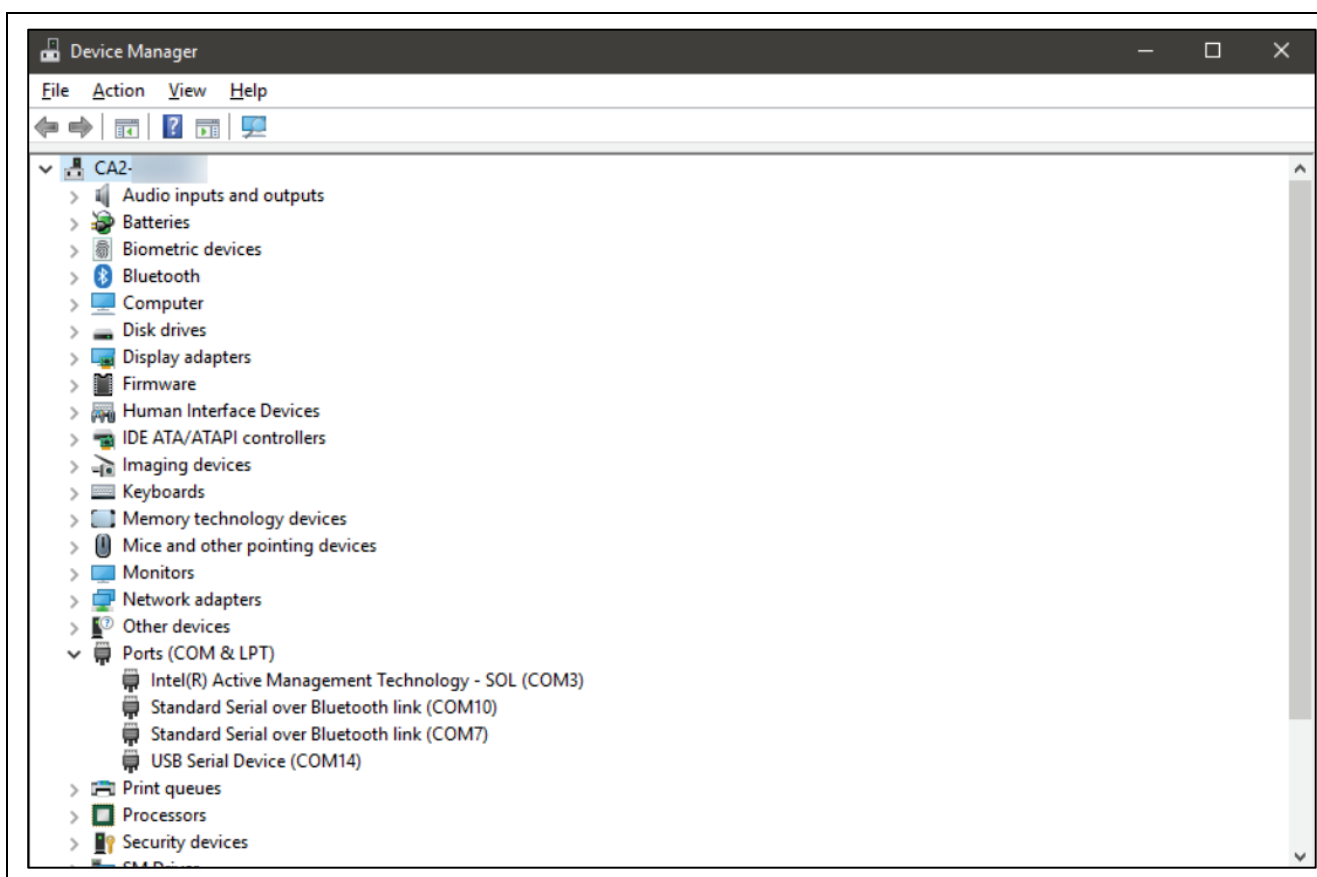 Device Manager
File Action View Help
CA2-
Audio inputs and outputs
Batteries
Biometric devices
Bluetooth
Computer
Disk drives
Display adapters
Firmware
Human Interface Devices
IDE ATA/ATAPI controllers
Imaging devices
Keyboards
Memory technology devices
Mice and other pointing devices
Monitors
Network adapters
Other devices
Ports (COM & LPT)
Intel(R) Active Management Technology - SOL (COM3)
Standard Serial over Bluetooth link (COM10)
Standard Serial over Bluetooth link (COM7)
USB Serial Device (COM14)
Print queues
Processors
Security devices